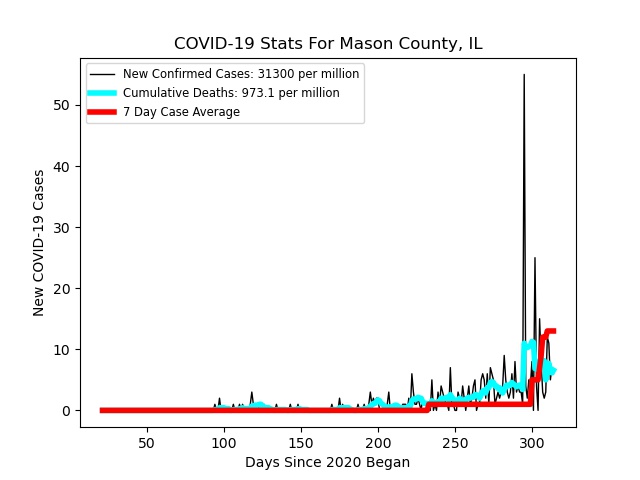 COVID-19 Stats For Mason County, IL
New Confirmed Cases: 31300 per million
Cumulative Deaths: 973.1 per million
7 Day Case Average
New COVID-19 Cases
50
40
30
20
10
0
50 100 150 200 250 300
Days Since 2020 Began